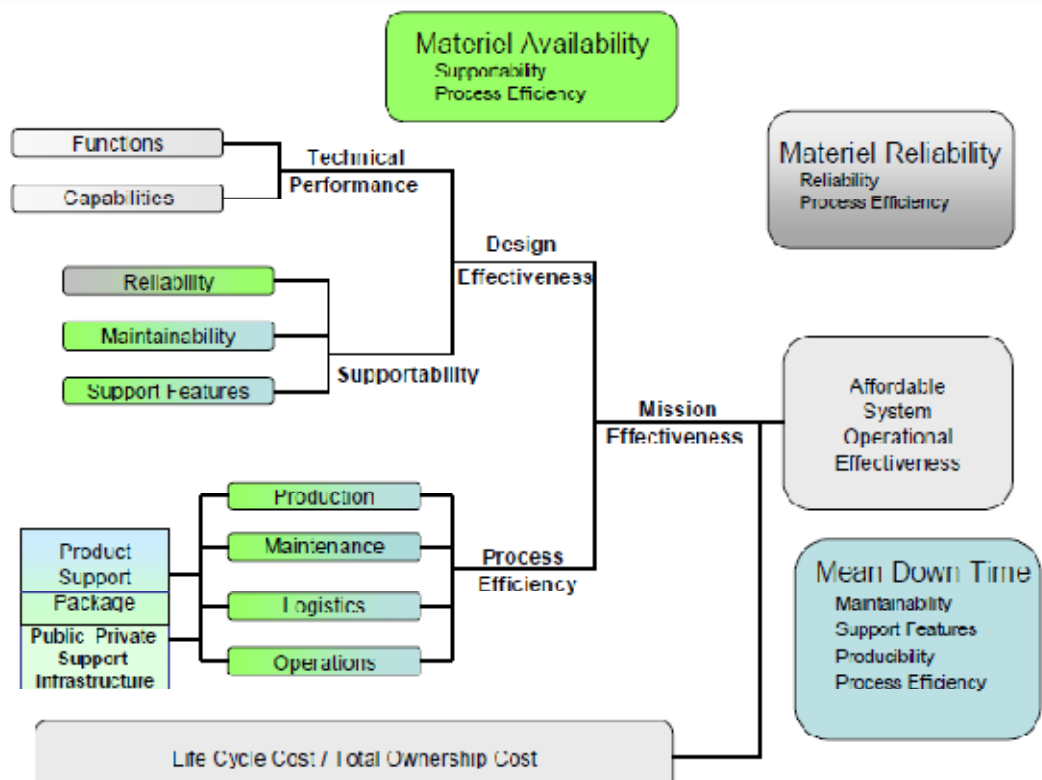 Materiel Availability
Supportability
Process Efficiency
Functions
Capabilities
Technical
Performance
Materiel Reliability
Reliability
Process Efficiency
Design
Effectiveness
Reliability
Maintainability
Support Features
Supportability
Mission
Effectiveness
Affordable
System
Operational
Effectiveness
Production
Maintenance
Logistics
Operations
Process
Efficiency
Product
Support
Package
Public Private
Support
Infrastructure
Mean Down Time
Maintainability
Support Features
Producibility
Process Efficiency
Life Cycle Cost / Total Ownership Cost